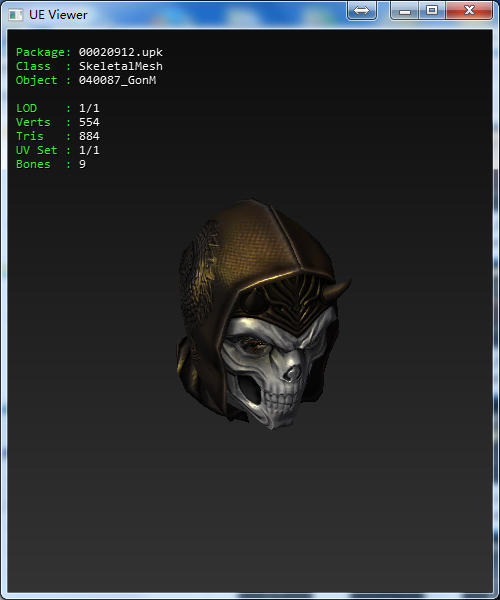 UE Viewer
Package: 00020912.upk
Class : SkeletalMesh
Object : 040087_GonM
LOD : 1/1
Verts : 554
Tris : 884
UV Set : 1/1
Bones : 9